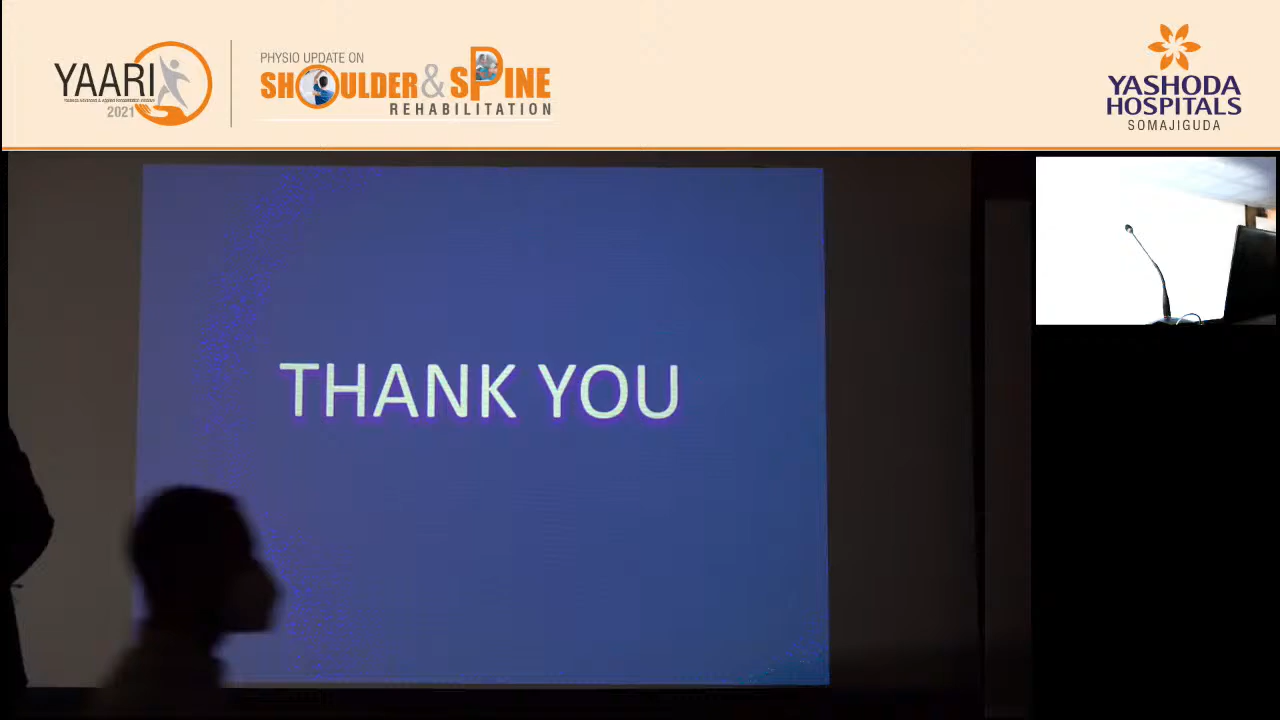 YAARI
2021
PHYSIO UPDATE ON
SHOULDER & SPINE
REHABILITATION
YASHODA
HOSPITALS
SOMAJIGUDA
THANK YOU